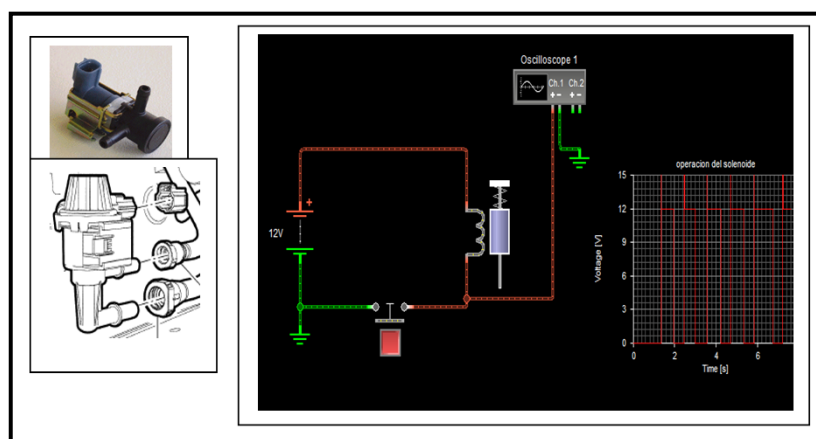 Oscilloscope 1
Ch.1 Ch.2
+ − + −
+
12V
operacion del solenoide
Voltage [V]
15
12
9
6
3
0
0 2 4 6
Time [s]